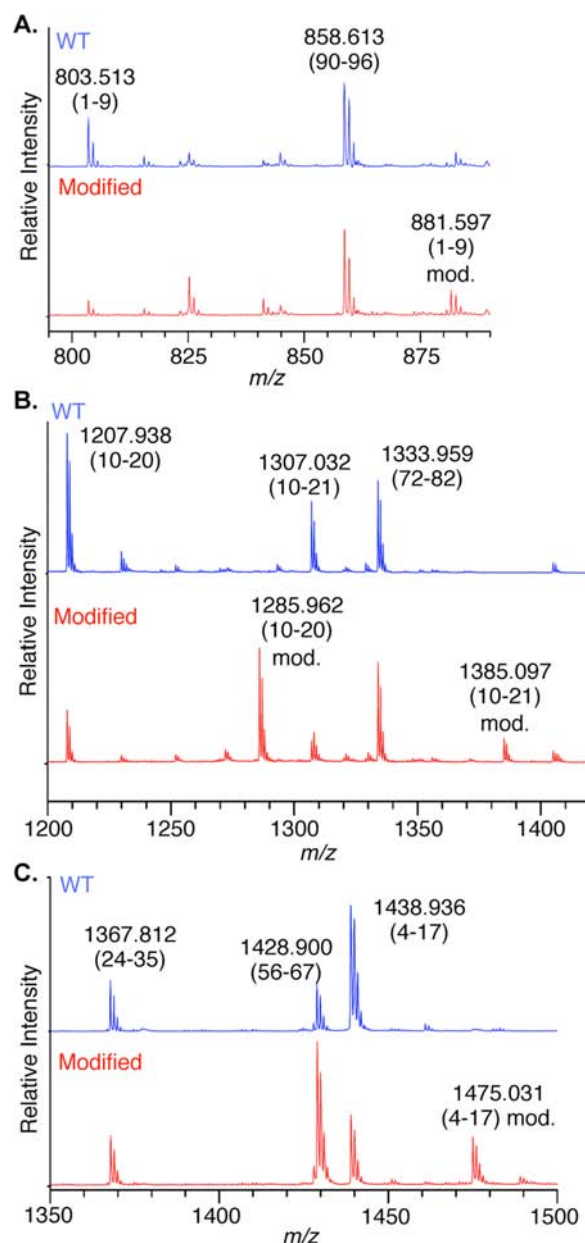 A.
WT
803.513
(1-9)
858.613
(90-96)
Modified
881.597
(1-9)
mod.
Relative Intensity
800 825 850 875
m/z
B.
WT
1207.938
(10-20)
1307.032
(10-21)
1333.959
(72-82)
Modified
1285.962
(10-20)
mod.
1385.097
(10-21)
mod.
Relative Intensity
1200 1250 1300 1350 1400
m/z
C.
WT
1367.812
(24-35)
1428.900
(56-67)
1438.936
(4-17)
Modified
1475.031
(4-17) mod.
Relative Intensity
1350 1400 1450 1500
m/z